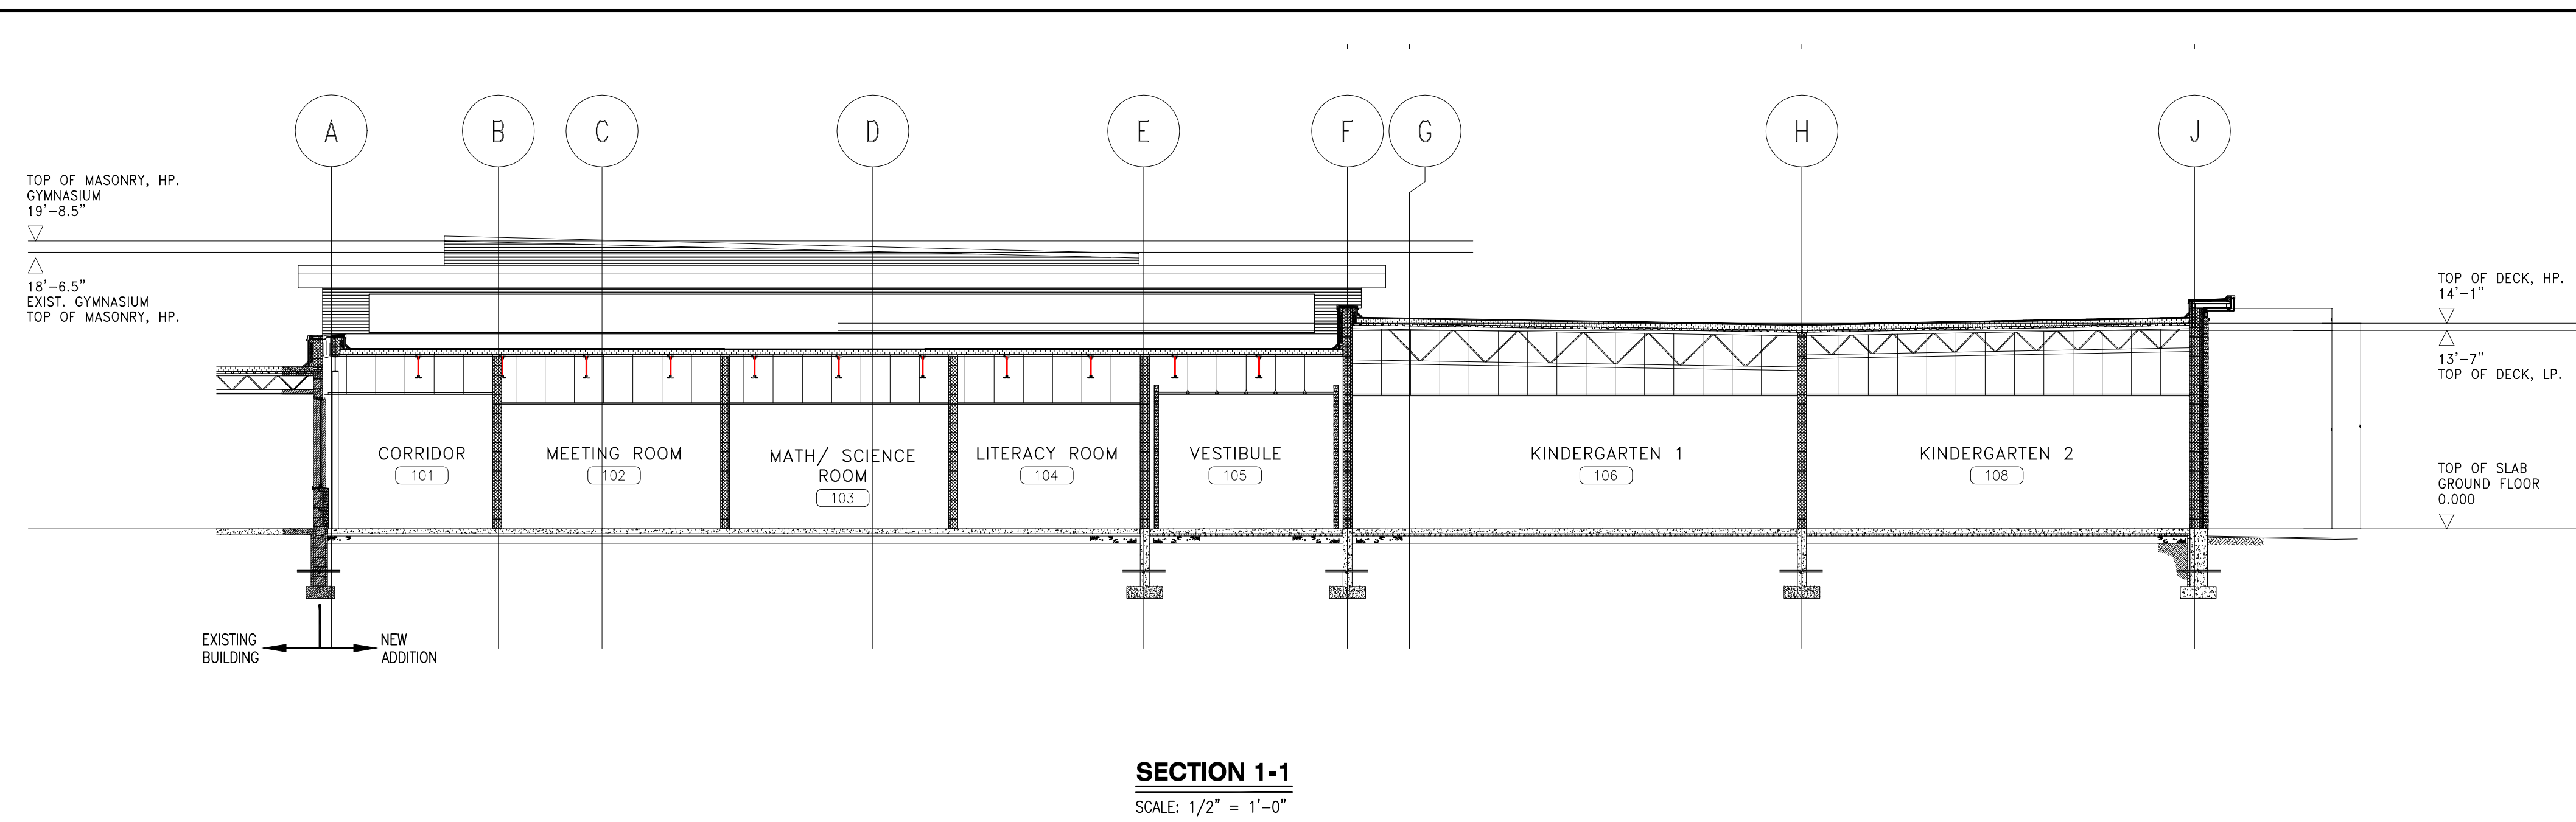 A
B
C
D
E
F
G
H
J
TOP OF MASONRY, HP.
GYMNASIUM
19'-8.5"
18'-6.5"
EXIST. GYMNASIUM
TOP OF MASONRY, HP.
TOP OF DECK, HP.
14'-1"
13'-7"
TOP OF DECK, LP.
CORRIDOR
101
MEETING ROOM
102
MATH/ SCIENCE
ROOM
103
LITERACY ROOM
104
VESTIBULE
105
KINDERGARTEN 1
106
KINDERGARTEN 2
108
TOP OF SLAB
GROUND FLOOR
0.000
EXISTING
BUILDING
NEW
ADDITION
SECTION 1-1
SCALE: 1/2" = 1'-0"